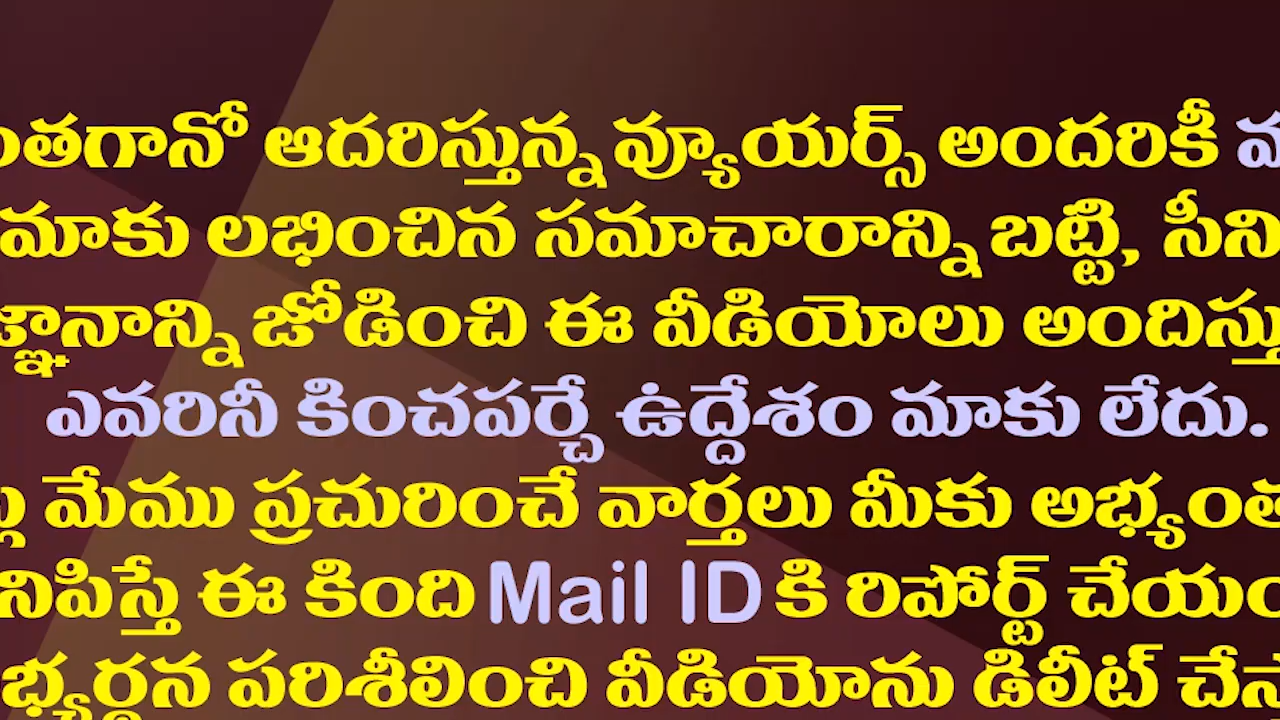 ంతగానో ఆదరిస్తున్న వ్యూయర్స్ అందరికీ
మాకు లభించిన సమాచారాన్ని బట్టి, సీని
జ్ఞానాన్ని జోడించి ఈ వీడియోలు అందిస్తు
ఎవరినీ కించపర్చే ఉద్దేశం మాకు లేదు.
మేము ప్రచురించే వార్తలు మీకు అభ్యంత
నిపిస్తే ఈ కింది Mail ID కి రిపోర్ట్ చేయం
భ్యర్ధన పరిశీలించి వీడియోను డిలీట్ చేస